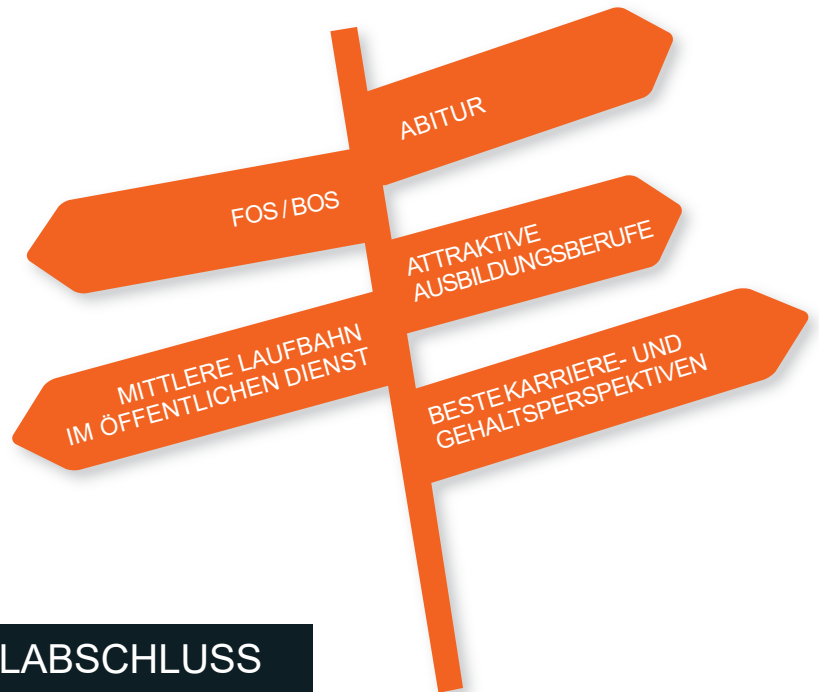 ABITUR
FOS / BOS
ATTRAKTIVE
AUSBILDUNGSBERUFE
MITTLERE LAUFBAHN
IM ÖFFENTLICHEN DIENST
BESTE KARRIERE- UND
GEHALTSPERSPEKTIVEN
LABSCHLUSS